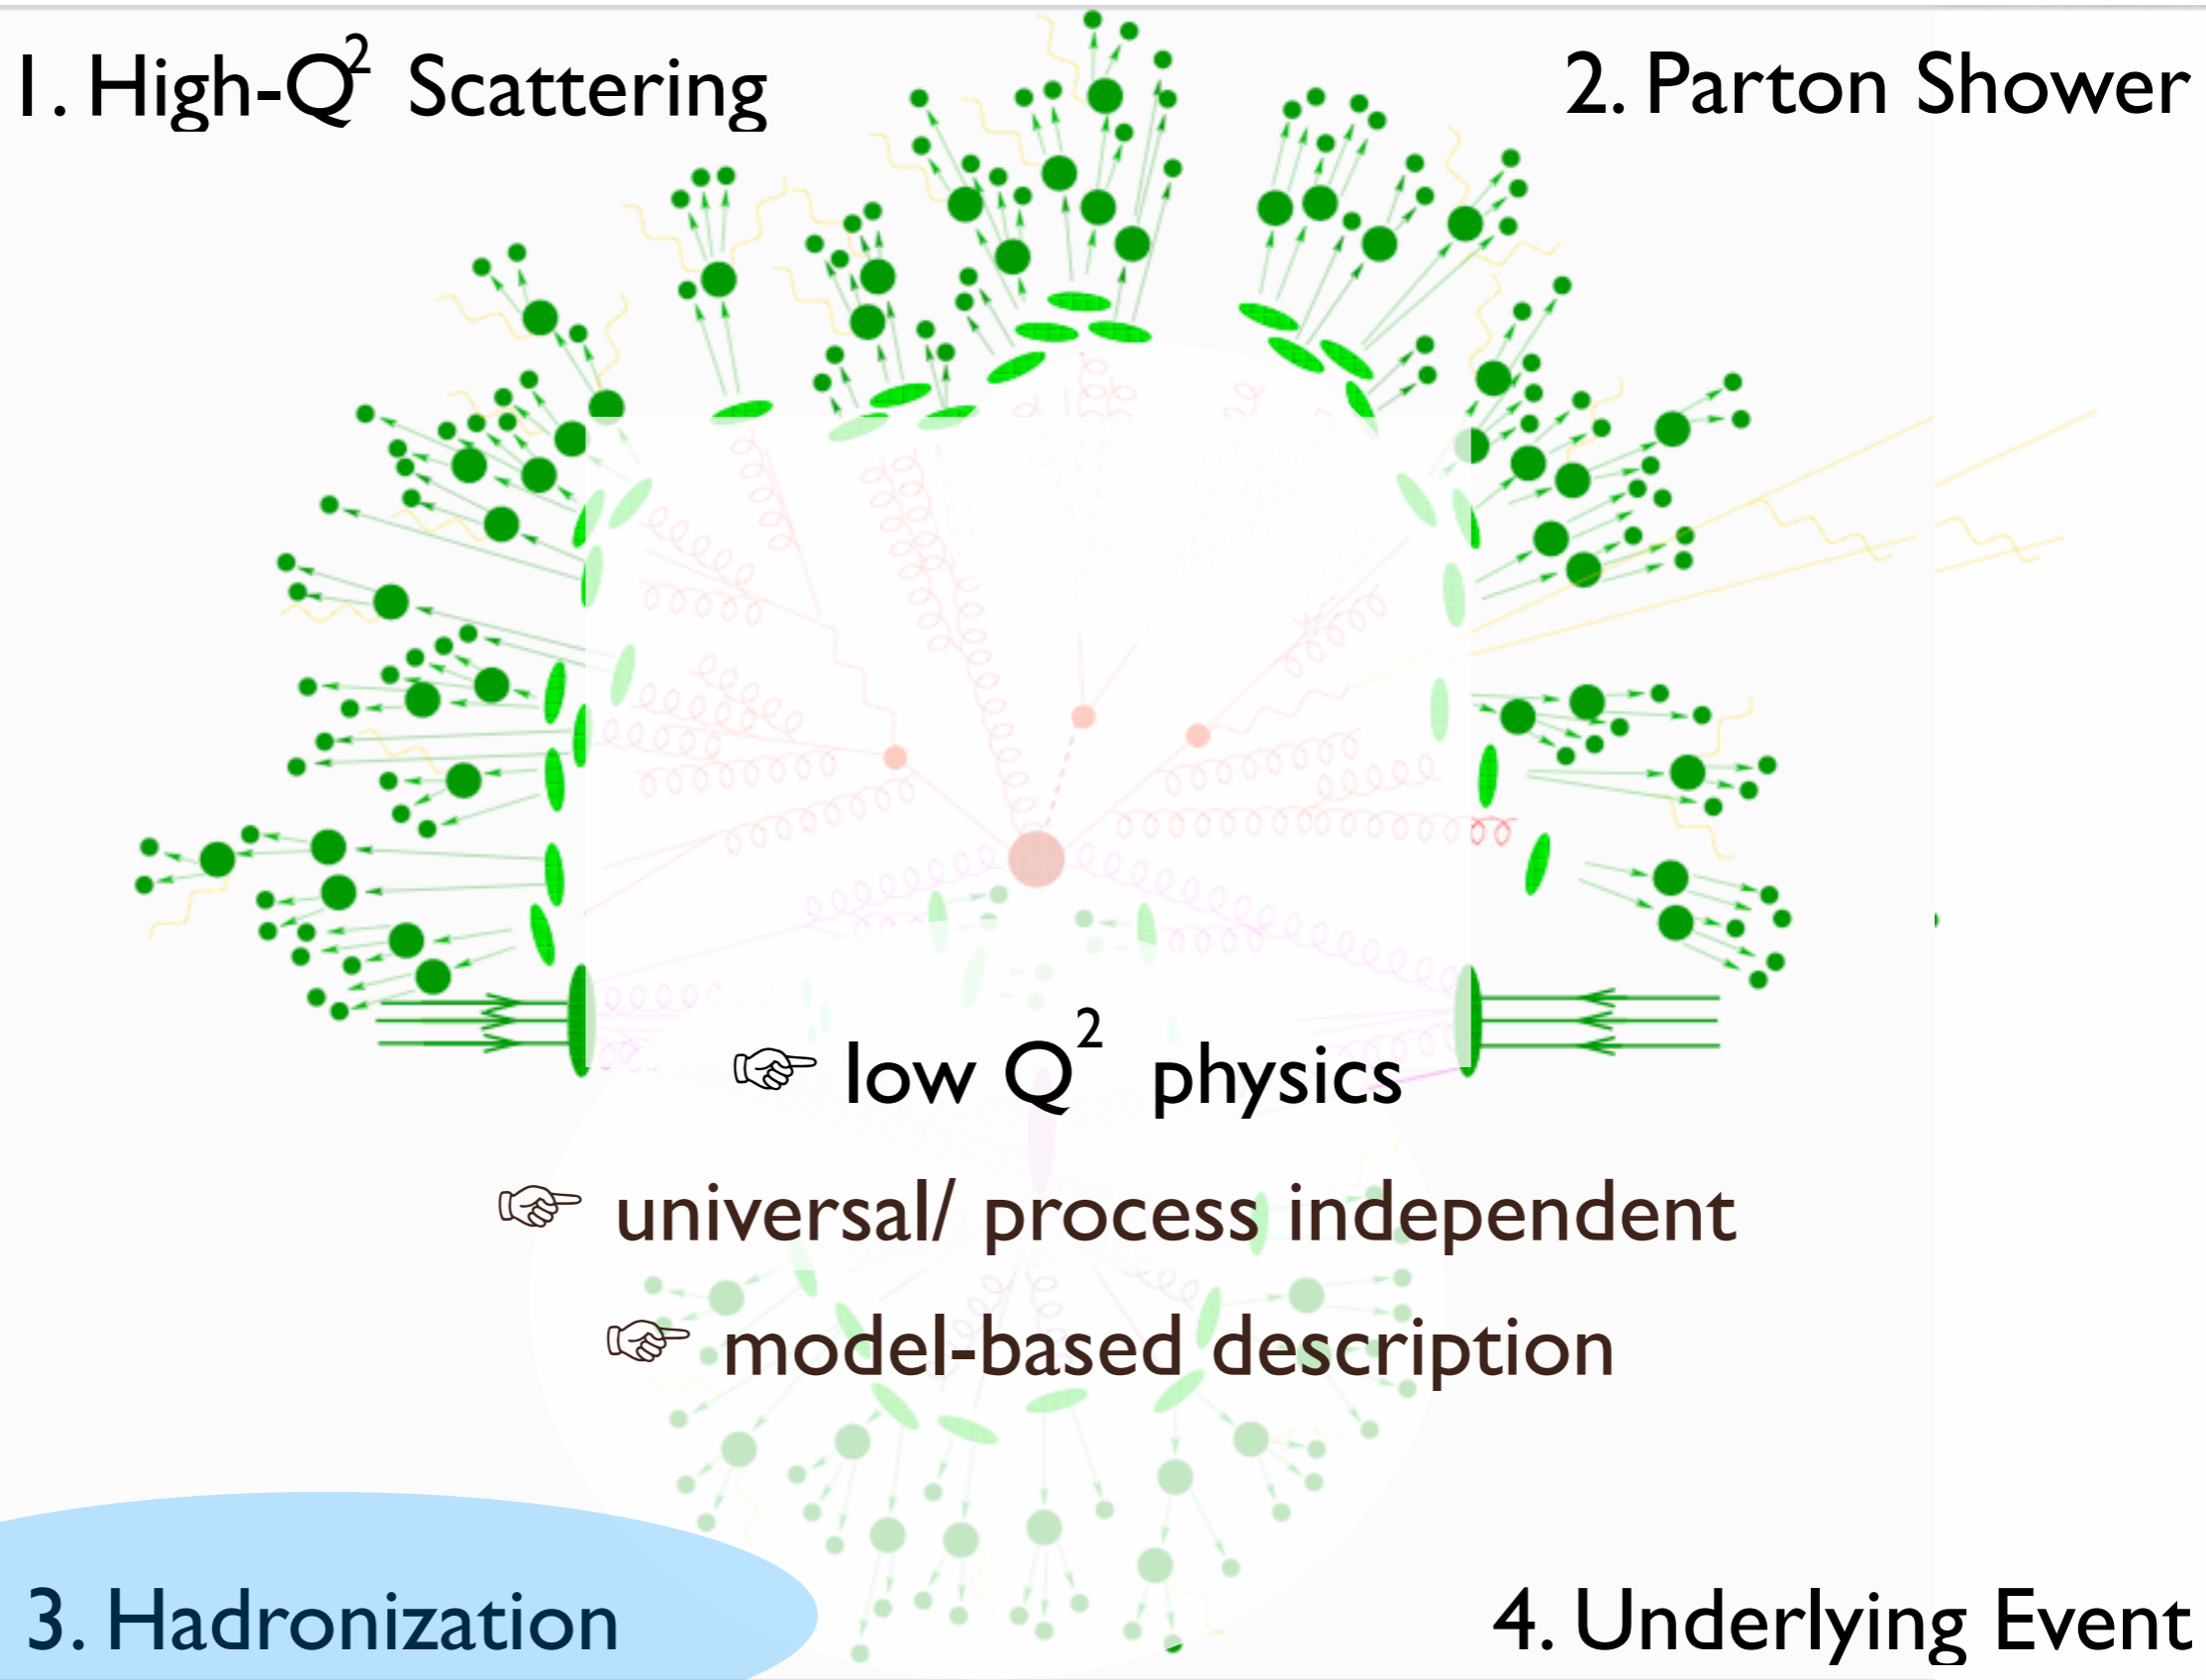 1. High-Q² Scattering
2. Parton Shower
☞ low Q² physics
☞ universal/ process independent
☞ model-based description
3. Hadronization
4. Underlying Event